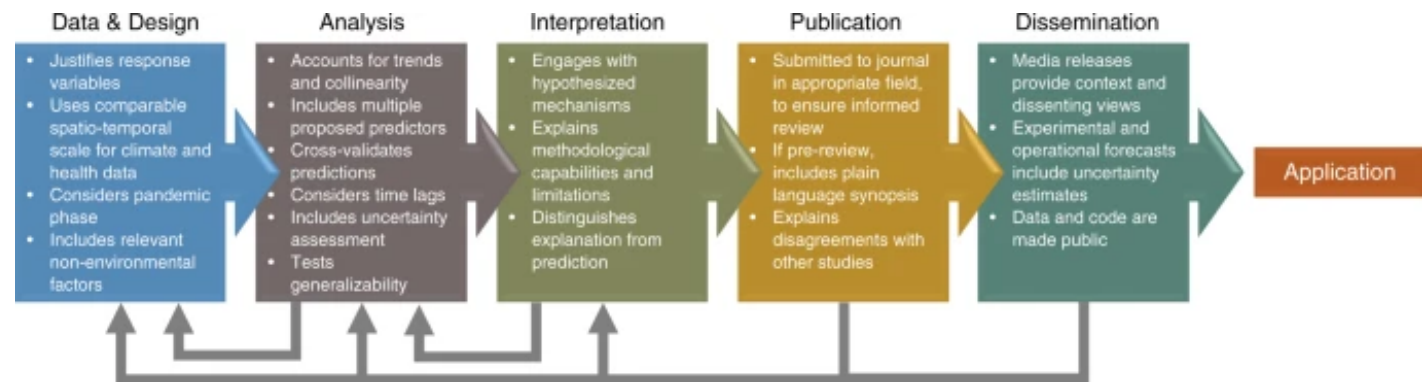 Data & Design
Analysis
Interpretation
Publication
Dissemination
• Justifies response
variables
• Uses comparable
spatio-temporal
scale for climate and
health data
• Considers pandemic
phase
• Includes relevant
non-environmental
factors
• Accounts for trends
and collinearity
• Includes multiple
proposed predictors
• Cross-validates
predictions
• Considers time lags
• Includes uncertainty
assessment
• Tests
generalizability
• Engages with
hypothesized
mechanisms
• Explains
methodological
capabilities and
limitations
• Distinguishes
explanation from
prediction
• Submitted to journal
in appropriate field,
to ensure informed
review
• If pre-review,
includes plain
language synopsis
• Explains
disagreements with
other studies
• Media releases
provide context and
dissenting views
• Experimental and
operational forecasts
include uncertainty
estimates
• Data and code are
made public
Application